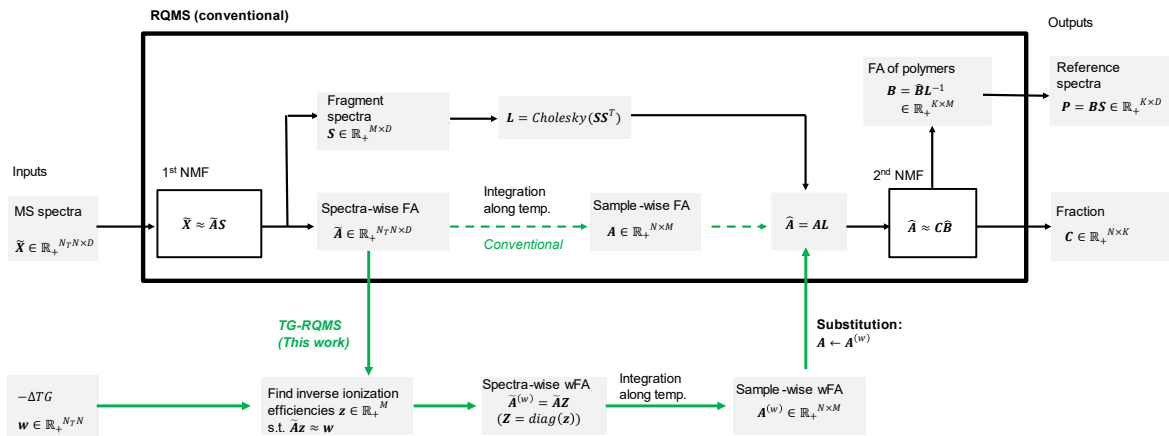 RQMS (conventional)
Outputs
FA of polymers
B = B̂L⁻¹
∈ ℝ₊ᴷˣᴹ
Reference
spectra
P = BS ∈ ℝ₊ᴷˣᴰ
Fragment
spectra
S ∈ ℝ₊ᴹˣᴰ
L = Cholesky(SSᵀ)
Inputs
1st NMF
2nd NMF
MS spectra
X̃ ∈ ℝ₊^{N_T N×D}
X̃ ≈ ÃS
Spectra-wise FA
Ã ∈ ℝ₊^{N_T N×D}
Integration
along temp.
Conventional
Sample-wise FA
A ∈ ℝ₊^{N×M}
Â = AL
Â ≈ CB̂
Fraction
C ∈ ℝ₊^{N×K}
TG-RQMS
(This work)
Substitution:
A ← A^{(w)}
−ΔTG
w ∈ ℝ₊^{N_T N}
Find inverse ionization
efficiencies z ∈ ℝ₊ᴹ
s.t. Ãz ≈ w
Spectra-wise wFA
Ã^{(w)} = ÃZ
(Z = diag(z))
Integration
along temp.
Sample-wise wFA
A^{(w)} ∈ ℝ₊^{N×M}